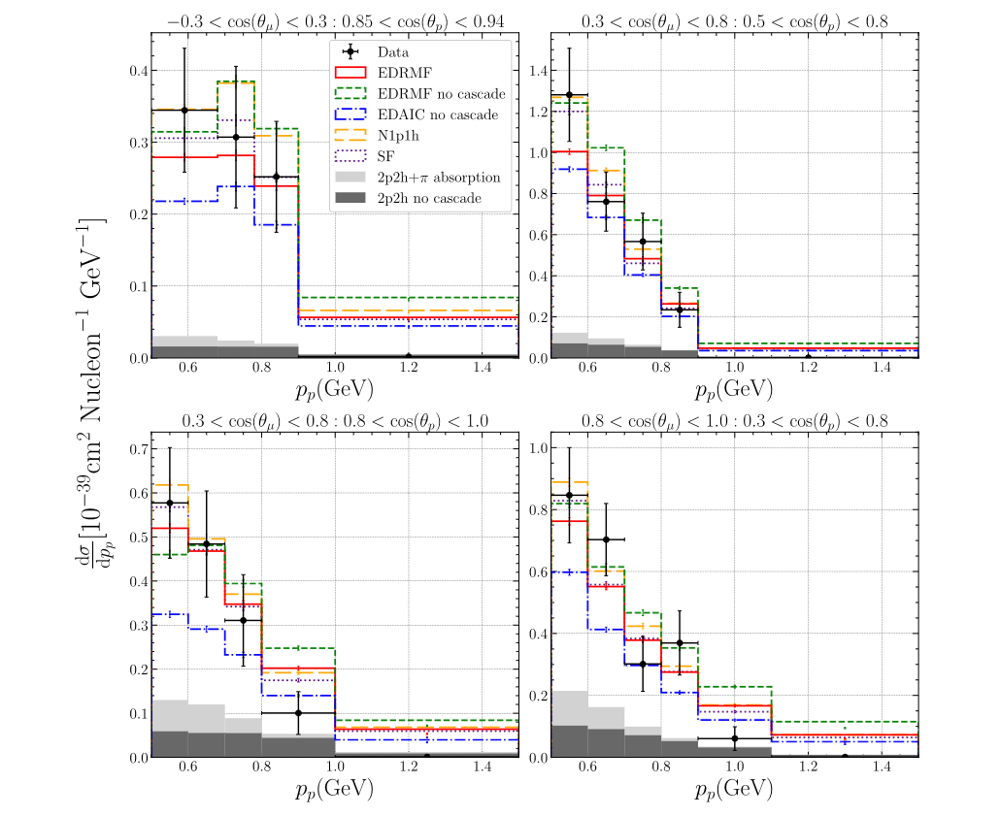 −0.3 < cos(θμ) < 0.3 : 0.85 < cos(θp) < 0.94
0.4
0.3
0.2
0.1
0.0
0.6 0.8 1.0 1.2 1.4
pp(GeV)
Data
EDRMF
EDRMF no cascade
EDAIC no cascade
N1p1h
SF
2p2h+π absorption
2p2h no cascade
0.3 < cos(θμ) < 0.8 : 0.5 < cos(θp) < 0.8
1.4
1.2
1.0
0.8
0.6
0.4
0.2
0.0
0.6 0.8 1.0 1.2 1.4
pp(GeV)
dσ/dpp [10−39cm2 Nucleon−1 GeV−1]
0.3 < cos(θμ) < 0.8 : 0.8 < cos(θp) < 1.0
0.7
0.6
0.5
0.4
0.3
0.2
0.1
0.0
0.6 0.8 1.0 1.2 1.4
pp(GeV)
0.8 < cos(θμ) < 1.0 : 0.3 < cos(θp) < 0.8
1.0
0.8
0.6
0.4
0.2
0.0
0.6 0.8 1.0 1.2 1.4
pp(GeV)